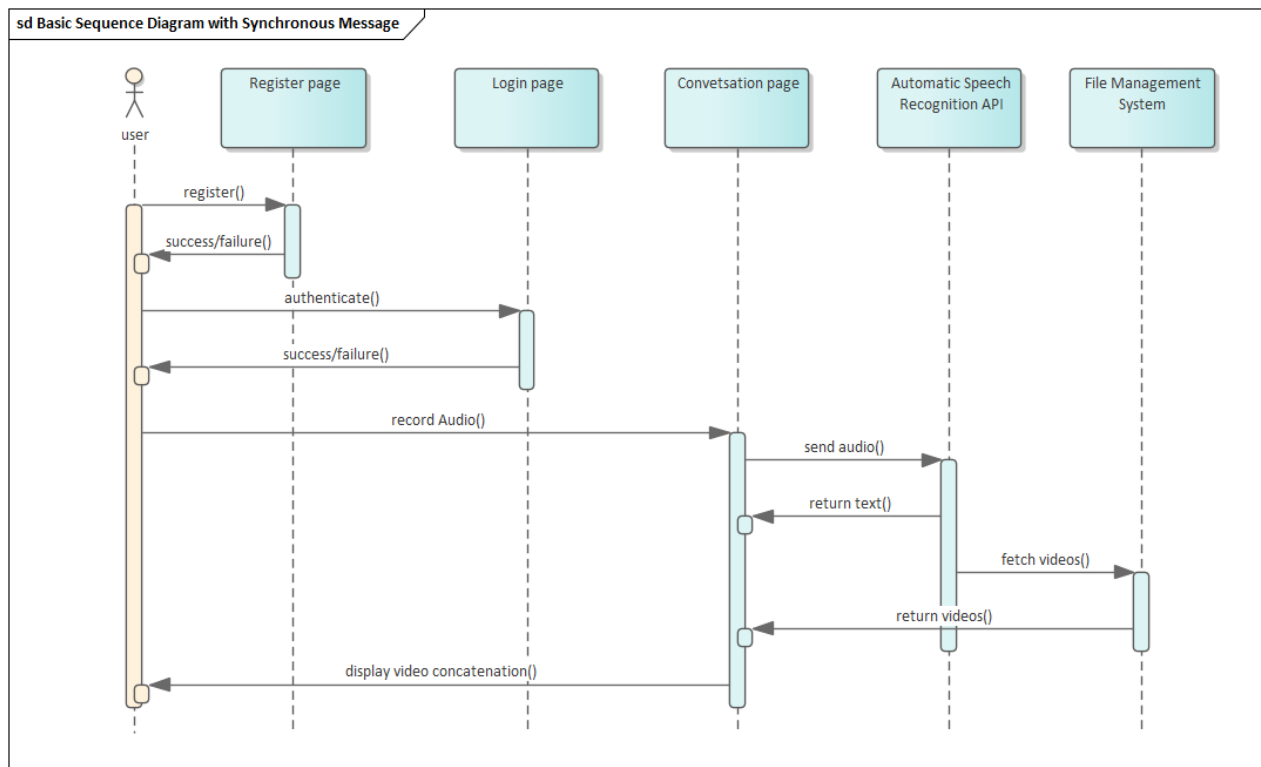 sd Basic Sequence Diagram with Synchronous Message
user
Register page
Login page
Convetsation page
Automatic Speech
Recognition API
File Management
System
register()
success/failure()
authenticate()
success/failure()
record Audio()
send audio()
return text()
fetch videos()
return videos()
display video concatenation()